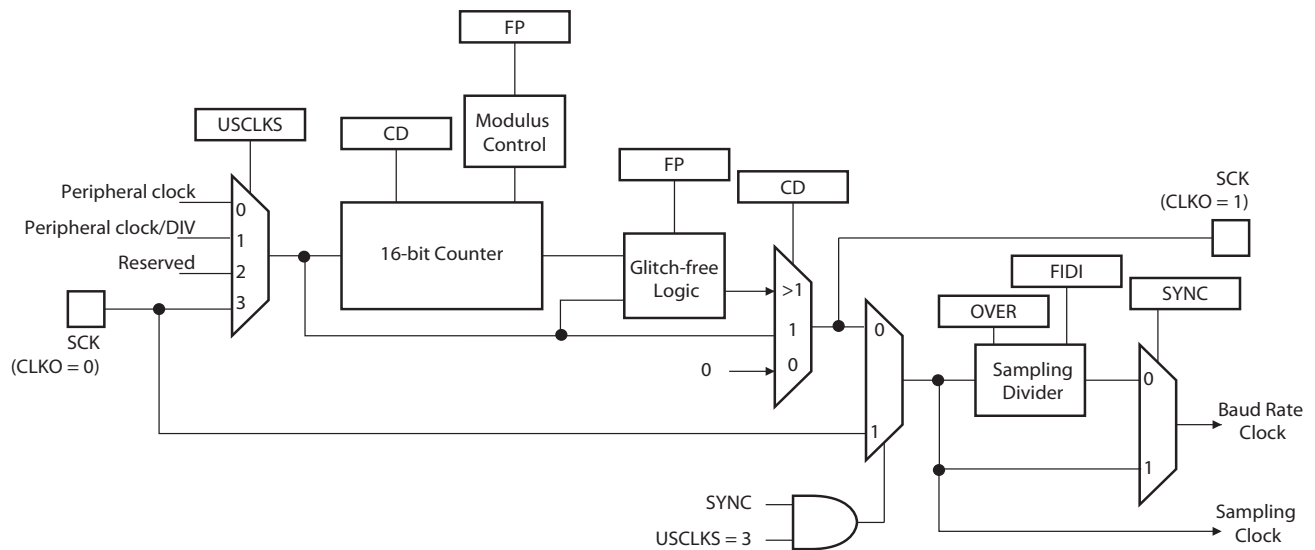 FP
USCLKS
CD
Modulus
Control
FP
CD
SCK
(CLKO = 1)
Peripheral clock
0
Peripheral clock/DIV
1
Reserved
2
3
16-bit Counter
Glitch-free
Logic
>1
1
0
0
SCK
(CLKO = 0)
FIDI
OVER
SYNC
0
1
Sampling
Divider
0
1
Baud Rate
Clock
SYNC
USCLKS = 3
Sampling
Clock